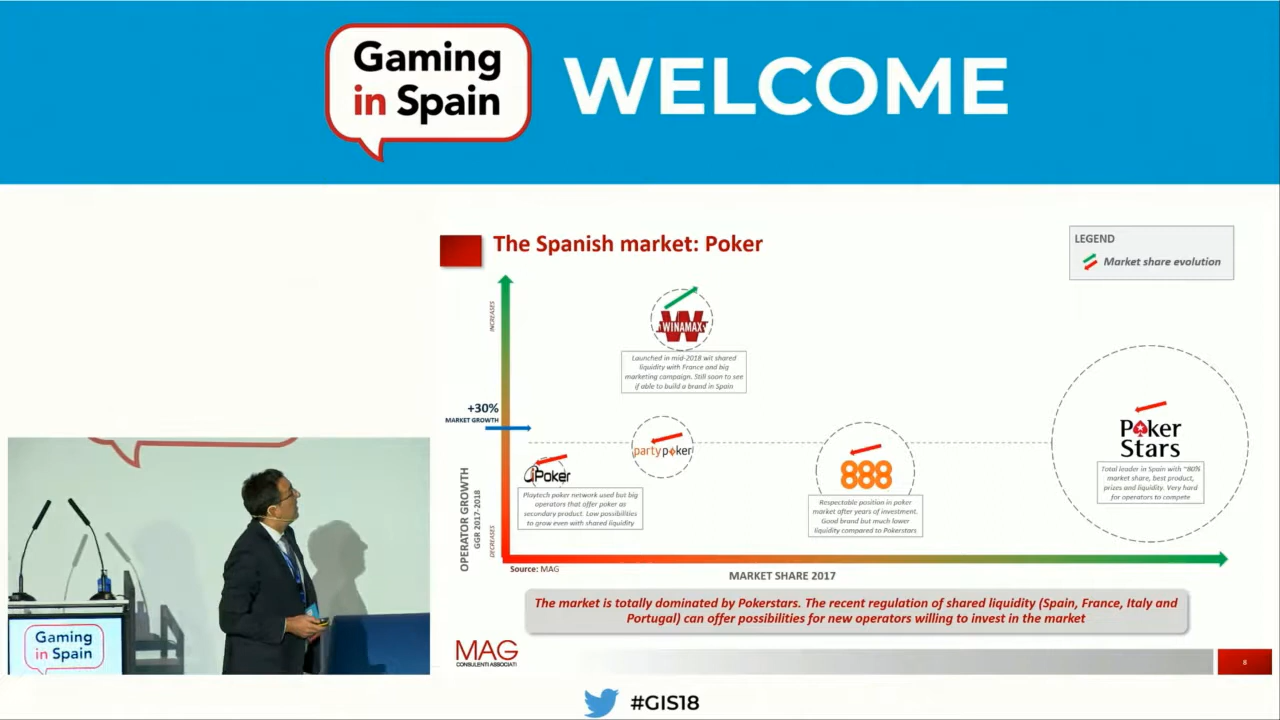 Gaming
in Spain
WELCOME
The Spanish market: Poker
LEGEND
Market share evolution
INCREASES
WINAMAX
Launched in mid-2018 wit shared
liquidity with France and big
marketing campaign. Still soon to see
if able to build a brand in Spain
+30%
MARKET GROWTH
partypoker
iPoker
Playtech poker network used but big
operators that offer poker as
secondary product. Low possibilities
to grow even with shared liquidity
888
Respectable position in poker
market after years of investment.
Good brand but much lower
liquidity compared to Pokerstars
Poker
Stars
Total leader in Spain with ~80%
market share, best product,
prizes and liquidity. Very hard
for operators to compete
OPERATOR GROWTH
GGR 2017-2018
DECREASES
Source: MAG
MARKET SHARE 2017
The market is totally dominated by Pokerstars. The recent regulation of shared liquidity (Spain, France, Italy and
Portugal) can offer possibilities for new operators willing to invest in the market
MAG
CONSULENTI ASSOCIATI
8
Gaming
in Spain
#GIS18